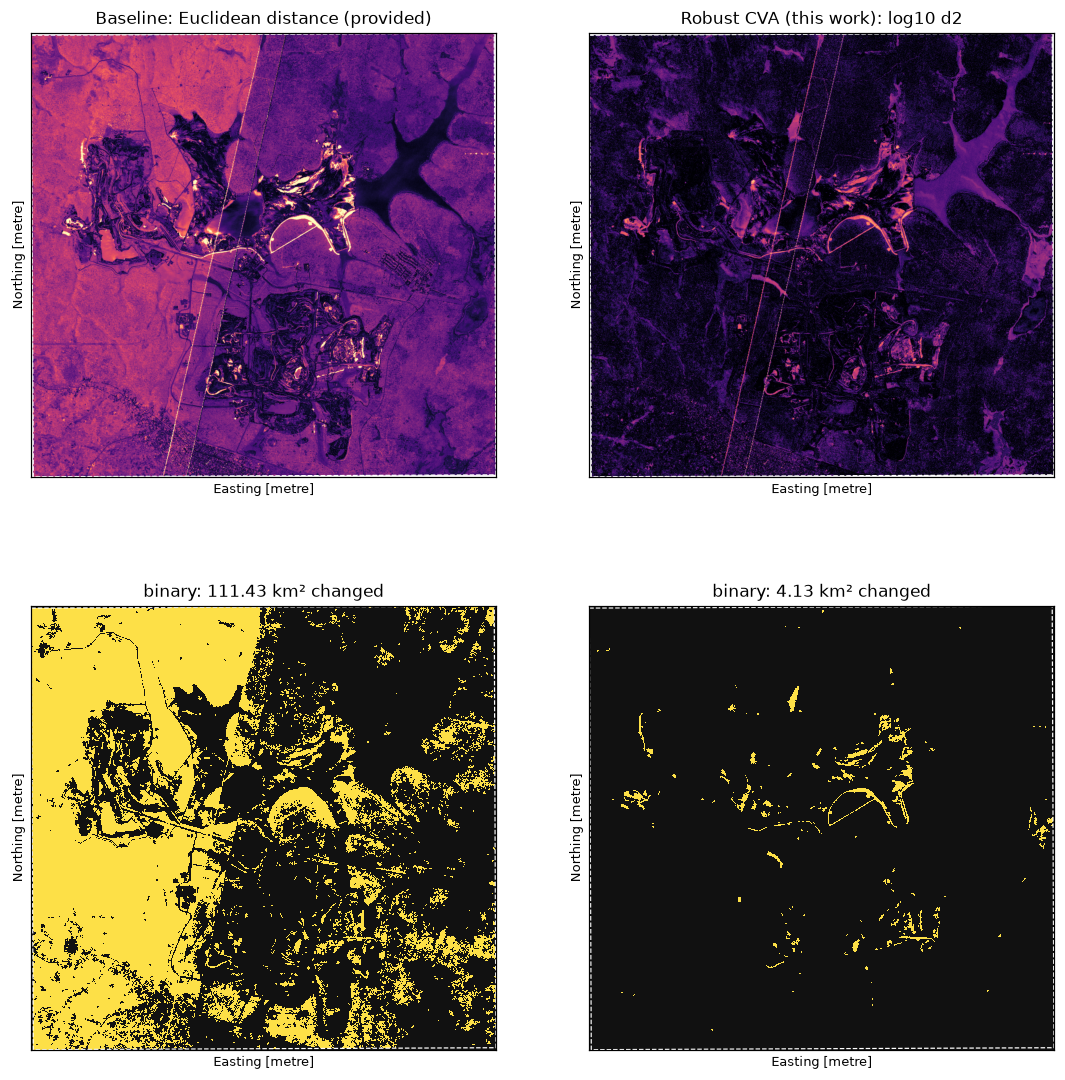 Baseline: Euclidean distance (provided)
Robust CVA (this work): log10 d2
Northing [metre]
Northing [metre]
Easting [metre]
Easting [metre]
binary: 111.43 km² changed
binary: 4.13 km² changed
Northing [metre]
Northing [metre]
Easting [metre]
Easting [metre]